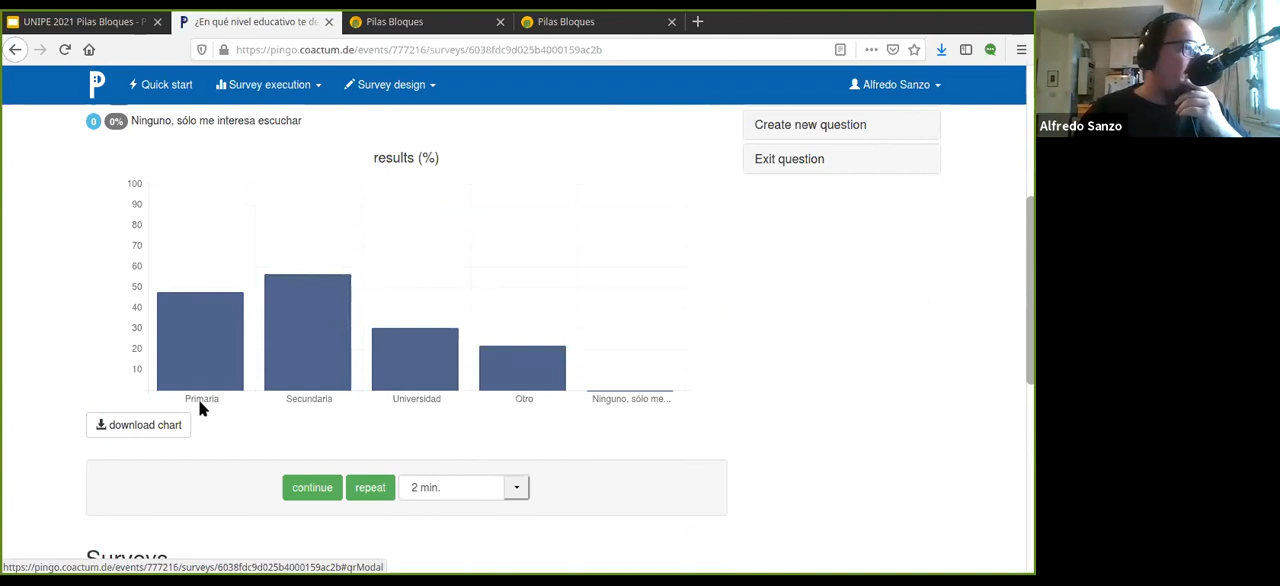 UNIPE 2021 Pilas Bloques - P
¿En qué nivel educativo te de
Pilas Bloques
Pilas Bloques
https://pingo.coactum.de/events/777216/surveys/6038fdc9d025b4000159ac2b
Quick start
Survey execution
Survey design
Alfredo Sanzo
0 0% Ninguno, sólo me interesa escuchar
Create new question
Exit question
results (%)
100
90
80
70
60
50
40
30
20
10
Primaria Secundaria Universidad Otro Ninguno, sólo me...
download chart
continue repeat 2 min.
Surveys
https://pingo.coactum.de/events/777216/surveys/6038fdc9d025b4000159ac2b#qrModal
Alfredo Sanzo